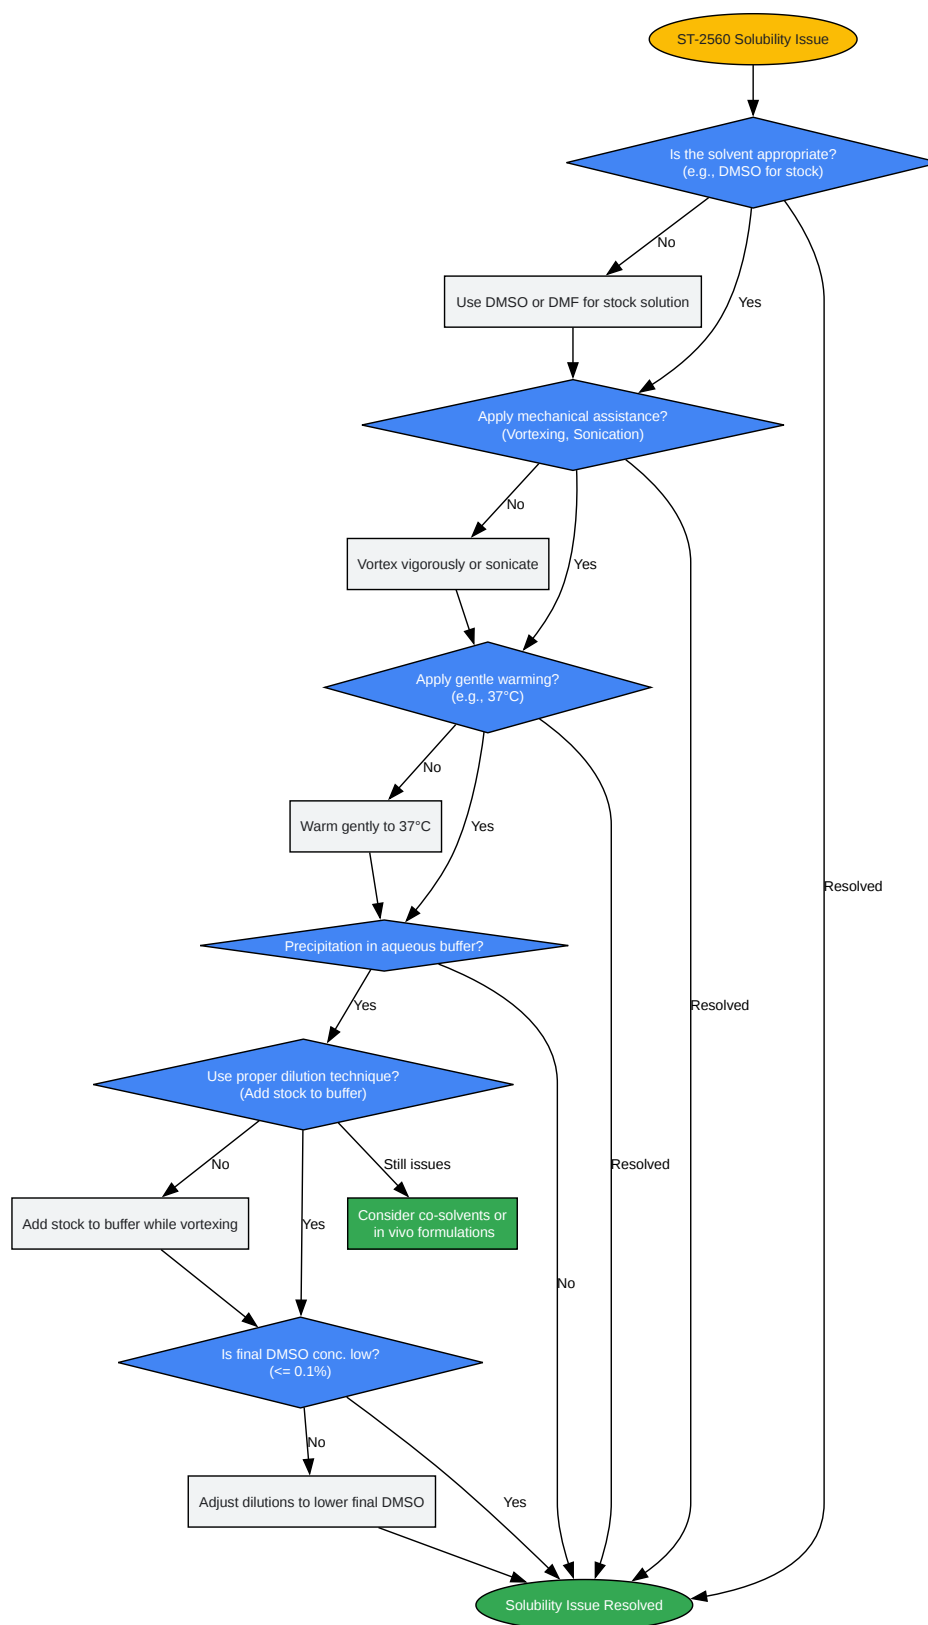 ST-2560 Solubility Issue
Is the solvent appropriate?
(e.g., DMSO for stock)
No
Use DMSO or DMF for stock solution
Yes
Apply mechanical assistance?
(Vortexing, Sonication)
No
Vortex vigorously or sonicate
Yes
Apply gentle warming?
(e.g., 37°C)
No
Warm gently to 37°C
Yes
Resolved
Precipitation in aqueous buffer?
Yes
Resolved
Use proper dilution technique?
(Add stock to buffer)
No
Still issues
Resolved
Add stock to buffer while vortexing
Yes
Consider co-solvents or
in vivo formulations
No
Is final DMSO conc. low?
(<= 0.1%)
No
Adjust dilutions to lower final DMSO
Yes
Solubility Issue Resolved